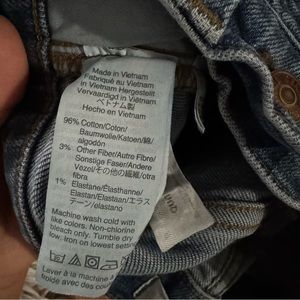 Made in Vietnam
Fabriqué au Vietnam
In Vietnam Hergestellt
Vervaardigd in Vietnam
ベトナム製
Hecho en Vietnam
96% Cotton/Coton/
Baumwolle/Katoen/綿/
algodón
3% Other Fiber/Autre Fibre/
Sonstige Faser/Andere
Vezel/その他の繊維/otra
fibra
1% Elastane/Élasthanne/
Elastan/Elastaan/エラス
テーン/elastano
Machine wash cold with
like colors. Non-chlorine
bleach only. Tumble dry
low. Iron on lowest setting
Laver à la machine à
froide avec des